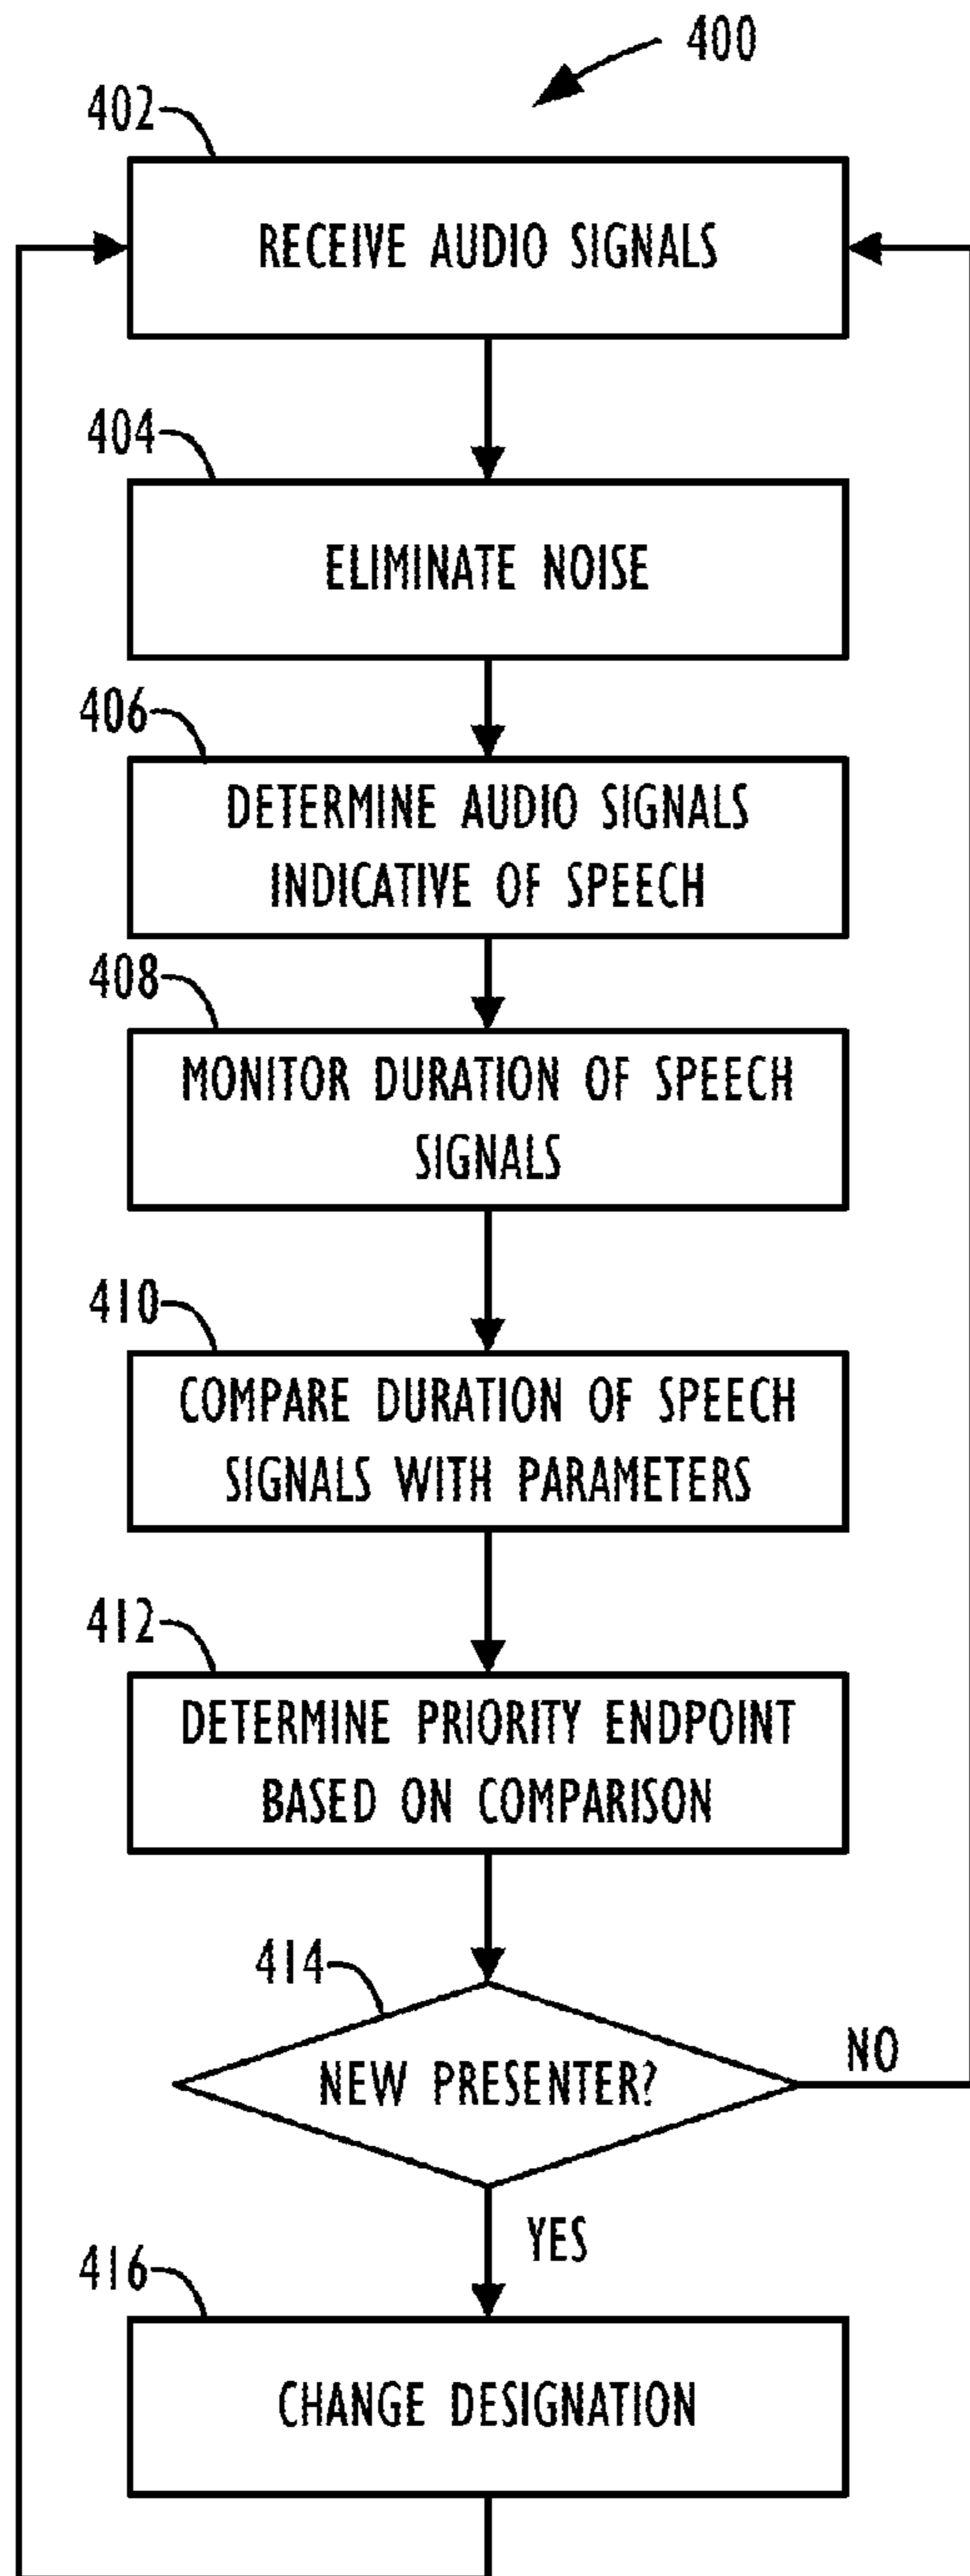 400
402
RECEIVE AUDIO SIGNALS
404
ELIMINATE NOISE
406
DETERMINE AUDIO SIGNALS
INDICATIVE OF SPEECH
408
MONITOR DURATION OF SPEECH
SIGNALS
410
COMPARE DURATION OF SPEECH
SIGNALS WITH PARAMETERS
412
DETERMINE PRIORITY ENDPOINT
BASED ON COMPARISON
414
NEW PRESENTER?
NO
YES
416
CHANGE DESIGNATION